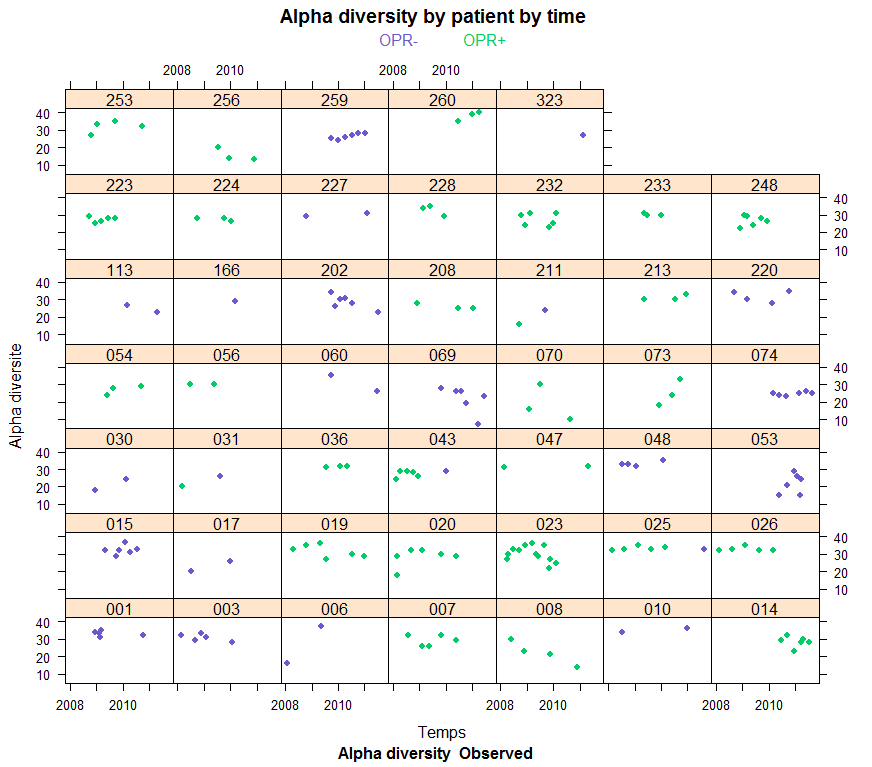 Alpha diversity by patient by time
OPR- OPR+
2008 2010 2008 2010
253 256 259 260 323
40
30
20
10
223 224 227 228 232 233 248
40
30
20
10
113 166 202 208 211 213 220
40
30
20
10
054 056 060 069 070 073 074
40
30
20
10
030 031 036 043 047 048 053
40
30
20
10
015 017 019 020 023 025 026
40
30
20
10
001 003 006 007 008 010 014
40
30
20
10
Alpha diversite
2008 2010 2008 2010 2008 2010 2008 2010
Temps
Alpha diversity Observed